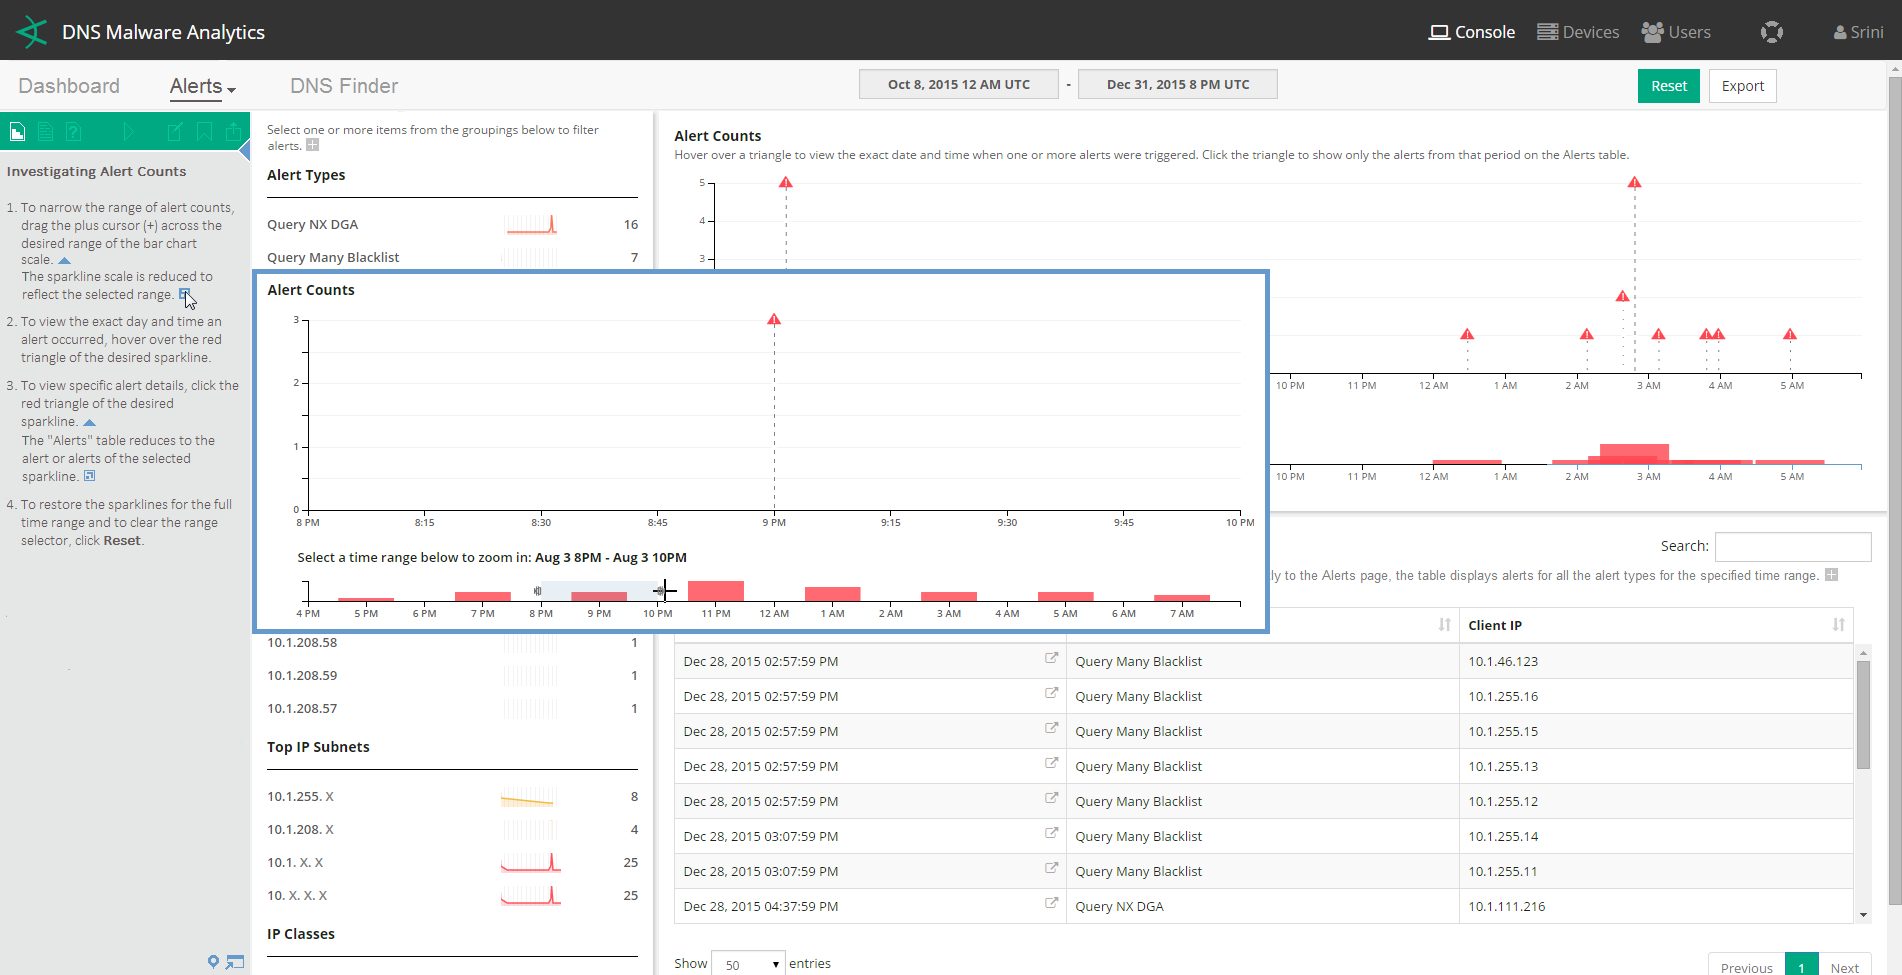 DNS Malware Analytics
Console
Devices
Users
Srini
Dashboard
Alerts
DNS Finder
Oct 8, 2015 12 AM UTC
-
Dec 31, 2015 8 PM UTC
Reset
Export
Investigating Alert Counts
1. To narrow the range of alert counts,
drag the plus cursor (+) across the
desired range of the bar chart
scale.
The sparkline scale is reduced to
reflect the selected range.
2. To view the exact day and time an
alert occurred, hover over the red
triangle of the desired sparkline.
3. To view specific alert details, click the
red triangle of the desired
sparkline.
The "Alerts" table reduces to the
alert or alerts of the selected
sparkline.
4. To restore the sparklines for the full
time range and to clear the range
selector, click Reset.
Select one or more items from the groupings below to filter
alerts.
Alert Types
Query NX DGA 16
Query Many Blacklist 7
Alert Counts
Hover over a triangle to view the exact date and time when one or more alerts were triggered. Click the triangle to show only the alerts from that period on the Alerts table.
5
4
3
10 PM 11 PM 12 AM 1 AM 2 AM 3 AM 4 AM 5 AM
10 PM 11 PM 12 AM 1 AM 2 AM 3 AM 4 AM 5 AM
Alert Counts
3
2
1
0
8 PM 8:15 8:30 8:45 9 PM 9:15 9:30 9:45 10 PM
Select a time range below to zoom in: Aug 3 8PM - Aug 3 10PM
4 PM 5 PM 6 PM 7 PM 8 PM 9 PM 10 PM 11 PM 12 AM 1 AM 2 AM 3 AM 4 AM 5 AM 6 AM 7 AM
10.1.208.58 1
10.1.208.59 1
10.1.208.57 1
Top IP Subnets
10.1.255. X 8
10.1.208. X 4
10.1. X. X 25
10. X. X. X 25
IP Classes
Search:
ly to the Alerts page, the table displays alerts for all the alert types for the specified time range.
Client IP
Dec 28, 2015 02:57:59 PM Query Many Blacklist 10.1.46.123
Dec 28, 2015 02:57:59 PM Query Many Blacklist 10.1.255.16
Dec 28, 2015 02:57:59 PM Query Many Blacklist 10.1.255.15
Dec 28, 2015 02:57:59 PM Query Many Blacklist 10.1.255.13
Dec 28, 2015 02:57:59 PM Query Many Blacklist 10.1.255.12
Dec 28, 2015 03:07:59 PM Query Many Blacklist 10.1.255.14
Dec 28, 2015 03:07:59 PM Query Many Blacklist 10.1.255.11
Dec 28, 2015 04:37:59 PM Query NX DGA 10.1.111.216
Show 50 entries
Previous 1 Next